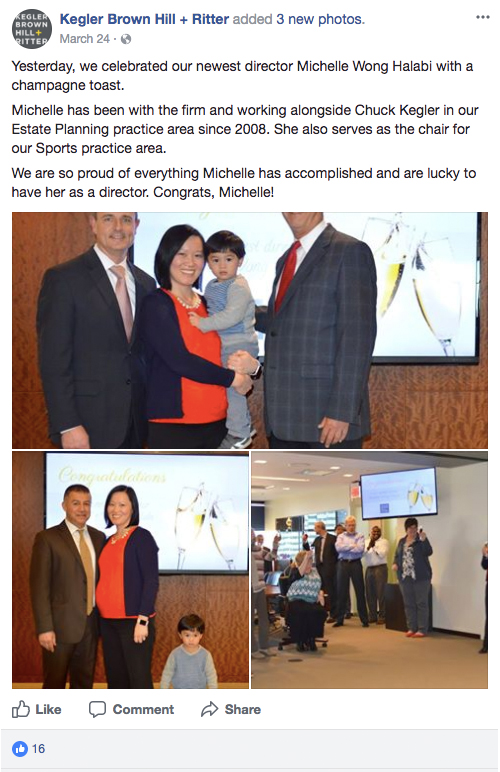 KEGLER
BROWN
HILL+
RITTER
Kegler Brown Hill + Ritter added 3 new photos.
March 24 ·
Yesterday, we celebrated our newest director Michelle Wong Halabi with a
champagne toast.
Michelle has been with the firm and working alongside Chuck Kegler in our
Estate Planning practice area since 2008. She also serves as the chair for
our Sports practice area.
We are so proud of everything Michelle has accomplished and are lucky to
have her as a director. Congrats, Michelle!
Congratulations
Like Comment Share
16